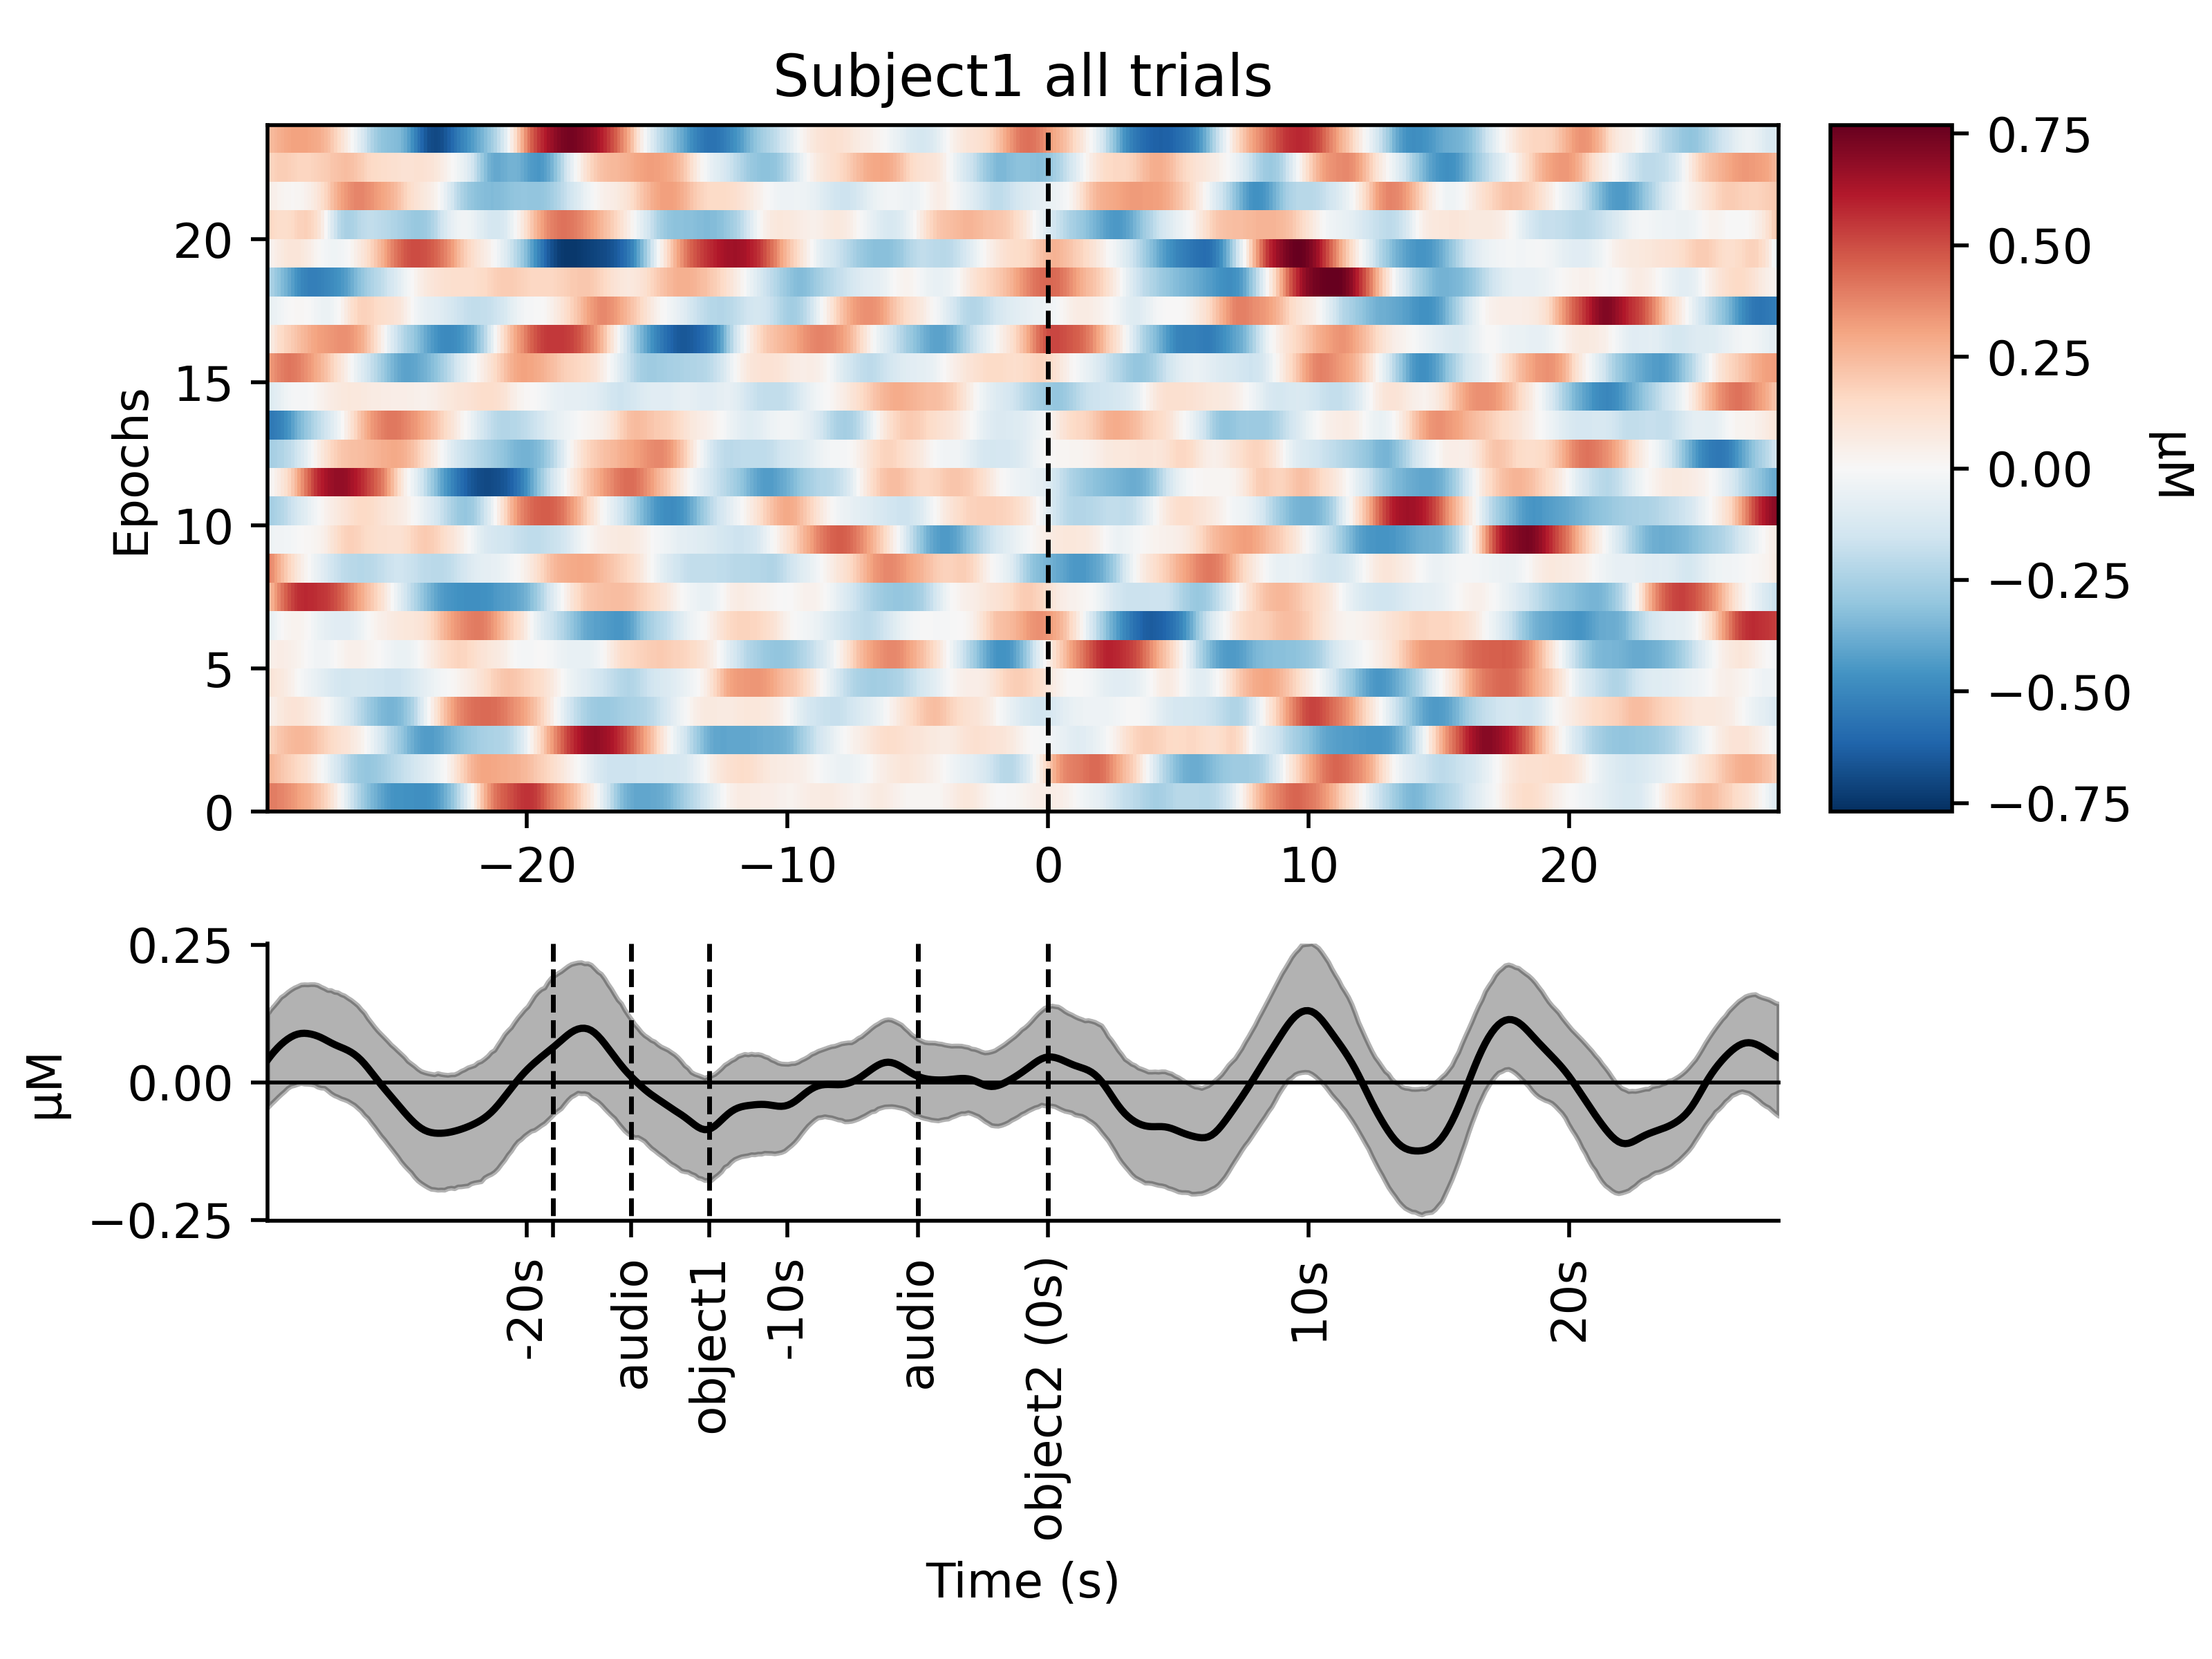 Subject1 all trials
Epochs
20
15
10
5
0
−20
−10
0
10
20
0.75
0.50
0.25
0.00
−0.25
−0.50
−0.75
µM
µM
0.25
0.00
−0.25
-20s
audio
object1
-10s
audio
object2 (0s)
10s
20s
Time (s)